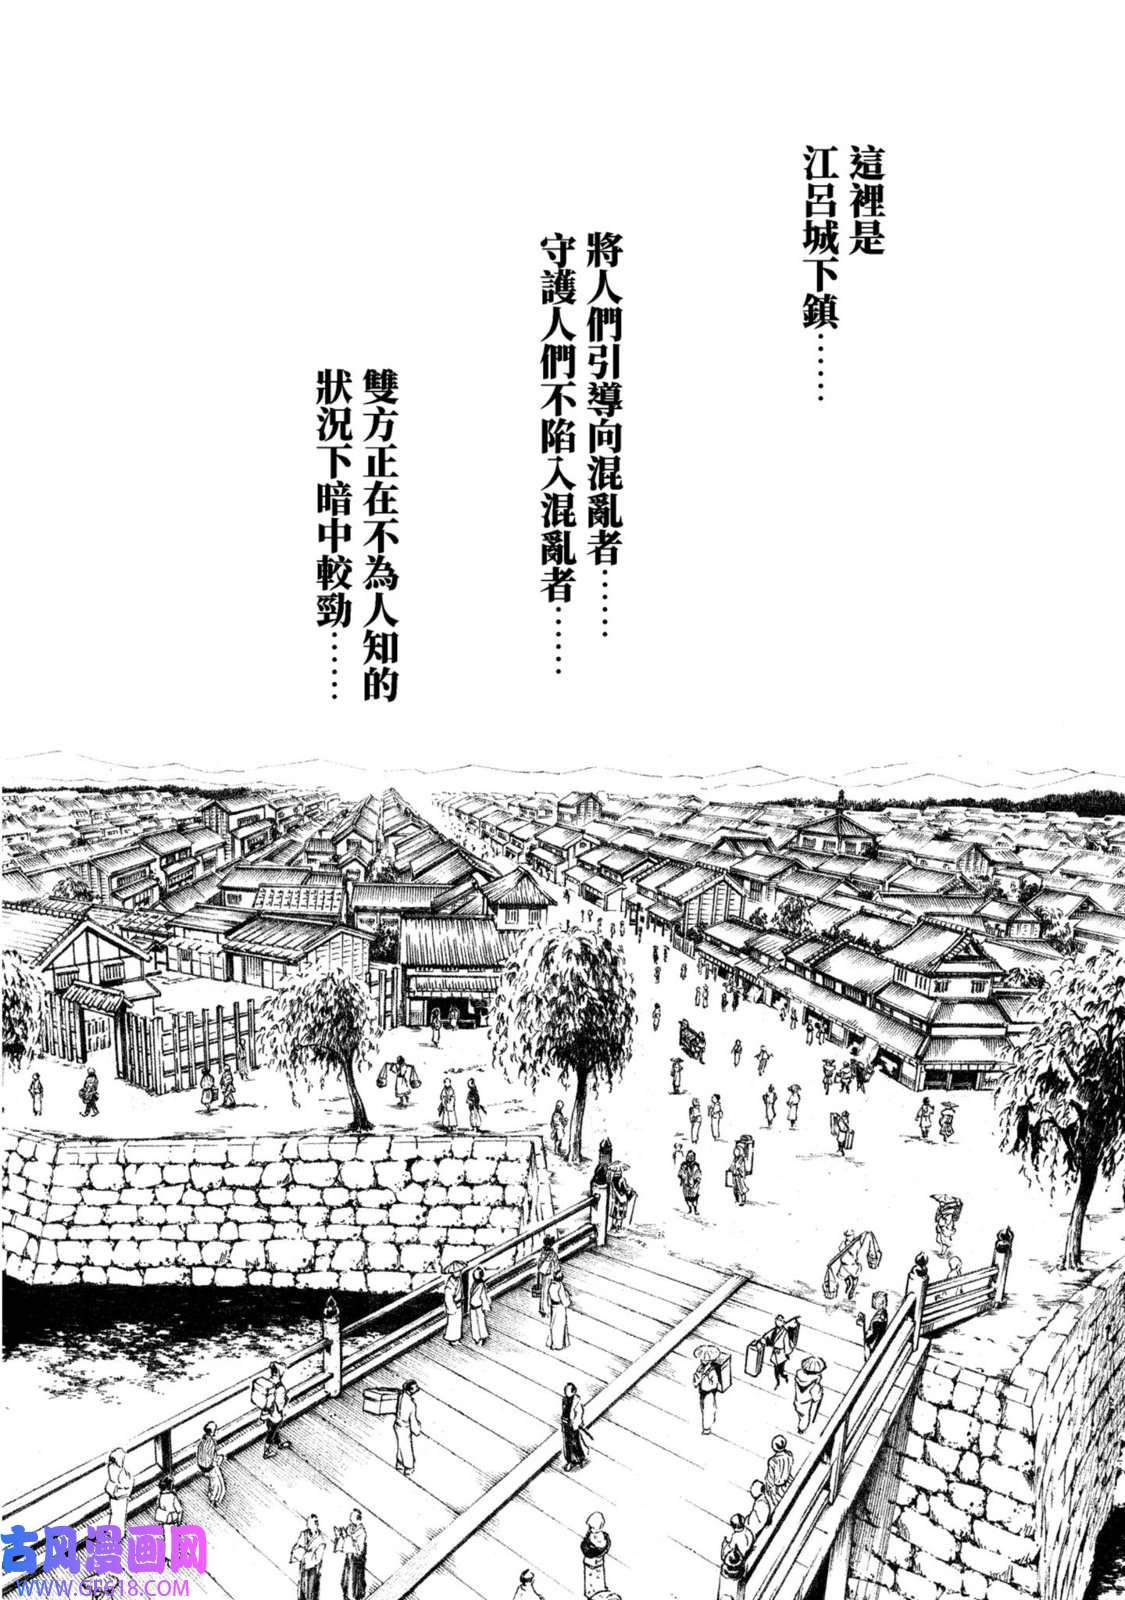 這裡是
江呂城下鎮……
將人們引導向混亂者……
守護人們不陷入混亂者……
雙方正在不為人知的
狀況下暗中較勁……
古风漫画网
WWW.GF518.COM